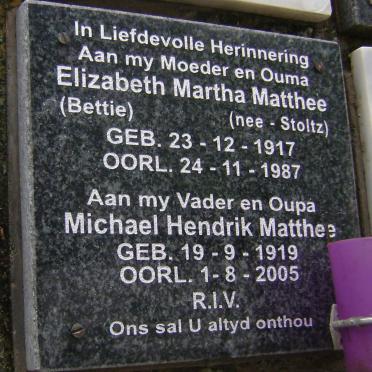 In Liefdevolle Herinnering
Aan my Moeder en Ouma
Elizabeth Martha Matthee
(Bettie) (nee - Stoltz)
GEB. 23 - 12 - 1917
OORL. 24 - 11 - 1987
Aan my Vader en Oupa
Michael Hendrik Matthee
GEB. 19 - 9 - 1919
OORL. 1- 8 - 2005
R.I.V.
Ons sal U altyd onthou